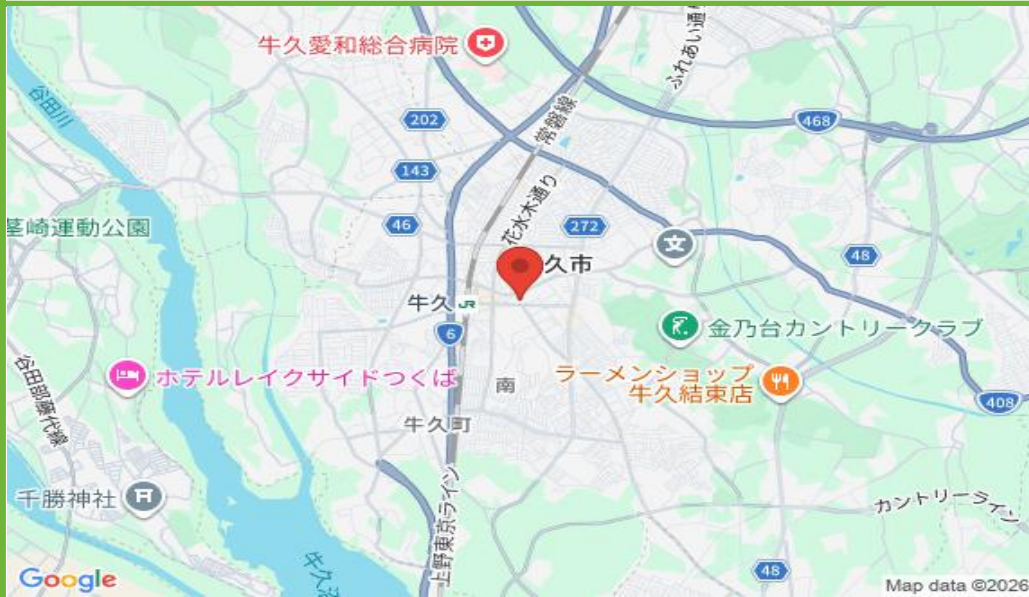 牛久愛和総合病院
ふれあい通り
谷田川
202
常磐線
468
143
花水木通り
茎崎運動公園
46
272
久市
48
牛久
JR
6
金乃台カントリークラブ
ホテルレイクサイドつくば
南
ラーメンショップ
牛久結束店
谷田部藤代線
408
牛久町
千勝神社
カントリーライン
上野東京ライン
48
Google
Map data ©2026